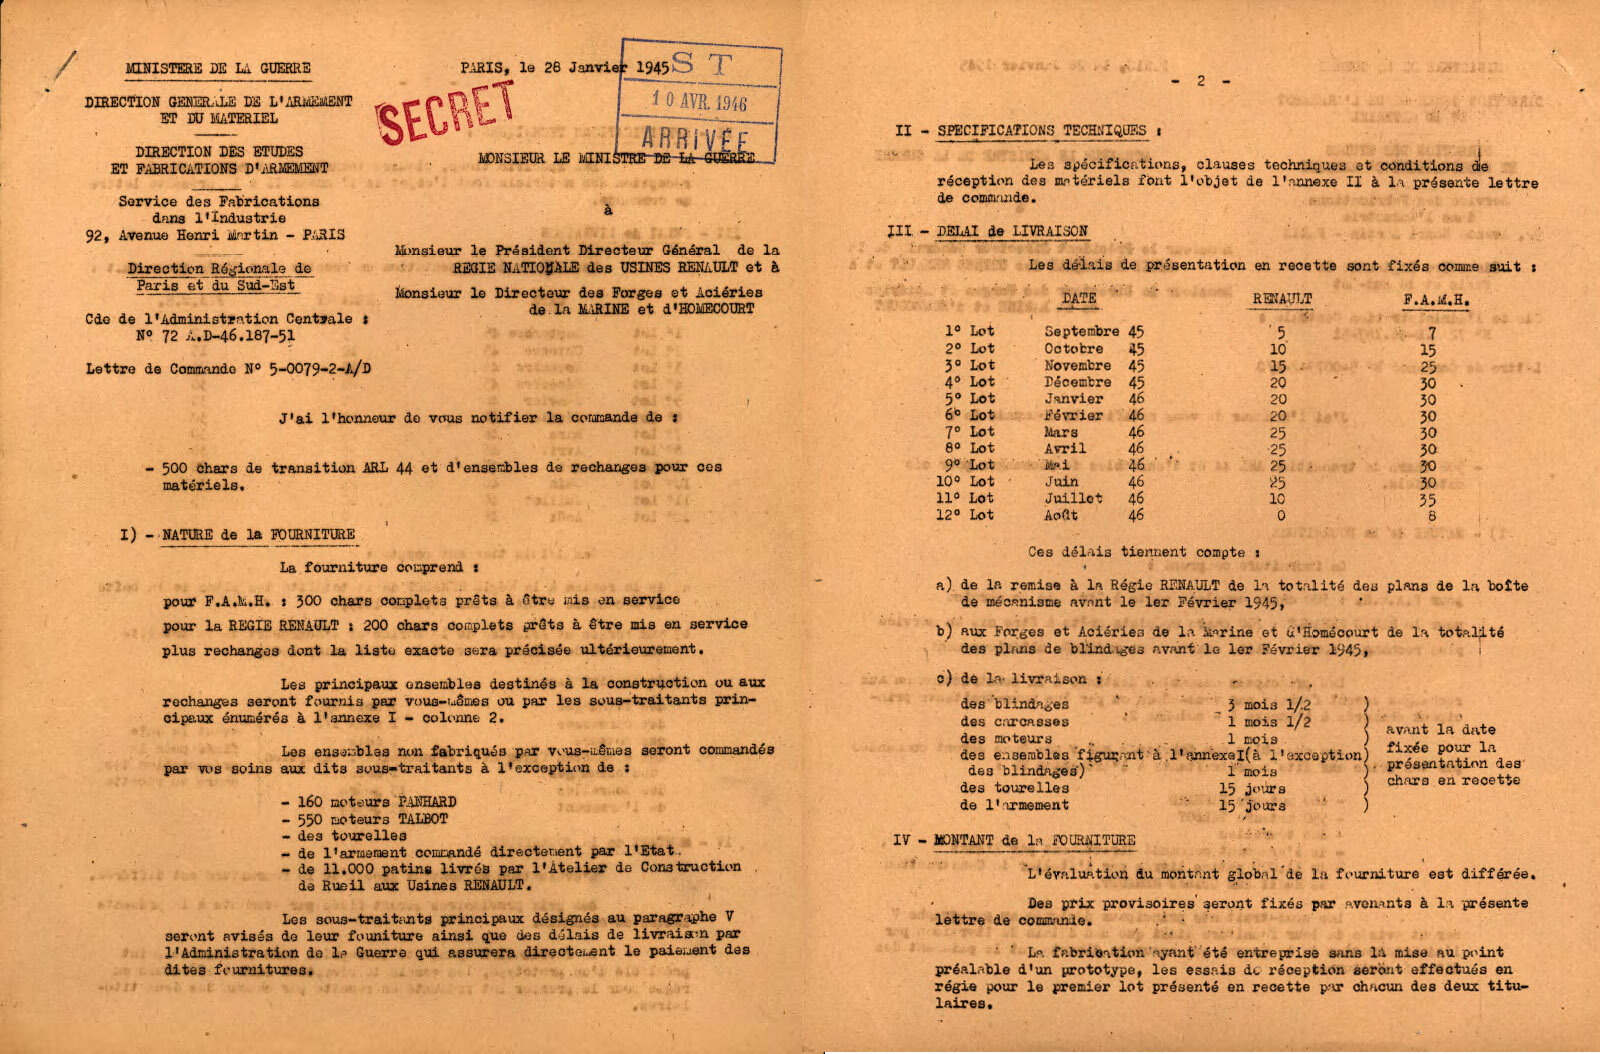 MINISTERE DE LA GUERRE
DIRECTION GENERALE DE L'ARMEMENT
ET DU MATERIEL
DIRECTION DES ETUDES
ET FABRICATIONS D'ARMEMENT
Service des Fabrications
dans l'Industrie
92, Avenue Henri Martin - PARIS
Direction Régionale de
Paris et du Sud-Est
Cde de l'Administration Centrale :
N° 72 A.D-46.187-51
Lettre de Commande N° 5-0079-2-A/D
PARIS, le 28 Janvier 1945
SECRET
S T
10 AVR. 1946
ARRIVÉE
MONSIEUR LE MINISTRE DE LA GUERRE
à
Monsieur le Président Directeur Général de la
REGIE NATIONALE des USINES RENAULT et à
Monsieur le Directeur des Forges et Aciéries
de la MARINE et d'HOMECOURT
J'ai l'honneur de vous notifier la commande de :
- 500 chars de transition ARL 44 et d'ensembles de rechanges pour ces
matériels.
I) - NATURE de la FOURNITURE
La fourniture comprend :
pour F.A.M.H. : 300 chars complets prêts à être mis en service
pour la REGIE RENAULT : 200 chars complets prêts à être mis en service
plus rechanges dont la liste exacte sera précisée ultérieurement.
Les principaux ensembles destinés à la construction ou aux
rechanges seront fournis par vous-mêmes ou par les sous-traitants prin-
cipaux énumérés à l'annexe I - colonne 2.
Les ensembles non fabriqués par vous-mêmes seront commandés
par vos soins aux dits sous-traitants à l'exception de :
- 160 moteurs PANHARD
- 550 moteurs TALBOT
- des tourelles
- de l'armement commandé directement par l'Etat.
- de 11.000 patins livrés par l'Atelier de Construction
de Rueil aux Usines RENAULT.
Les sous-traitants principaux désignés au paragraphe V
seront avisés de leur founiture ainsi que des délais de livraison par
l'Administration de la Guerre qui assurera directement le paiement des
dites fournitures.
- 2 -
II - SPECIFICATIONS TECHNIQUES :
Les spécifications, clauses techniques et conditions de
réception des matériels font l'objet de l'annexe II à la présente lettre
de commande.
III - DELAI de LIVRAISON
Les délais de présentation en recette sont fixés comme suit :
DATE RENAULT F.A.M.H.
1° Lot Septembre 45 5 7
2° Lot Octobre 45 10 15
3° Lot Novembre 45 15 25
4° Lot Décembre 45 20 30
5° Lot Janvier 46 20 30
6° Lot Février 46 20 30
7° Lot Mars 46 25 30
8° Lot Avril 46 25 30
9° Lot Mai 46 25 30
10° Lot Juin 46 25 30
11° Lot Juillet 46 10 35
12° Lot Août 46 0 8
Ces délais tiennent compte :
a) de la remise à la Régie RENAULT de la totalité des plans de la boîte
de mécanisme avant le 1er Février 1945,
b) aux Forges et Aciéries de la Marine et d'Homécourt de la totalité
des plans de blindages avant le 1er Février 1945,
c) de la livraison :
des blindages 3 mois 1/2 )
des carcasses 1 mois 1/2 )
des moteurs 1 mois )
des ensembles figurant à l'annexeI(à l'exception)
des blindages) 1 mois )
des tourelles 15 jours )
de l'armement 15 jours )
avant la date
fixée pour la
présentation des
chars en recette
IV - MONTANT de la FOURNITURE
L'évaluation du montant global de la fourniture est différée.
Des prix provisoires seront fixés par avenants à la présente
lettre de commande.
La fabrication ayant été entreprise sans la mise au point
préalable d'un prototype, les essais de réception seront effectués en
régie pour le premier lot présenté en recette par chacun des deux titu-
laires.